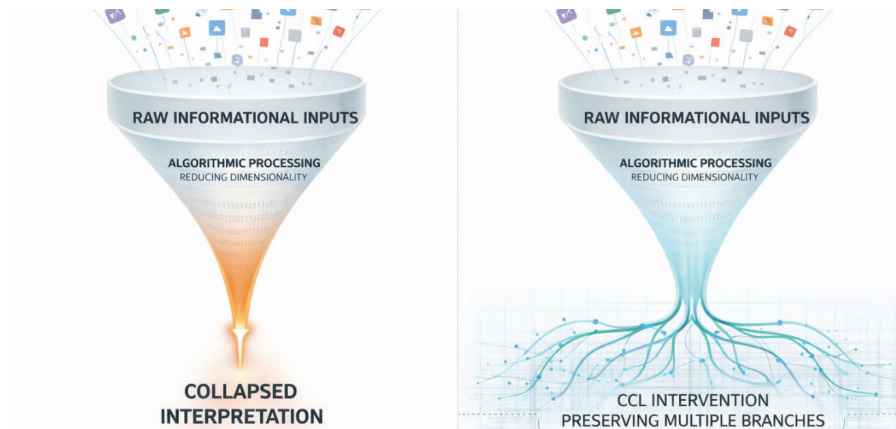 RAW INFORMATIONAL INPUTS
ALGORITHMIC PROCESSING
REDUCING DIMENSIONALITY
COLLAPSED
INTERPRETATION
RAW INFORMATIONAL INPUTS
ALGORITHMIC PROCESSING
REDUCING DIMENSIONALITY
CCL INTERVENTION
PRESERVING MULTIPLE BRANCHES